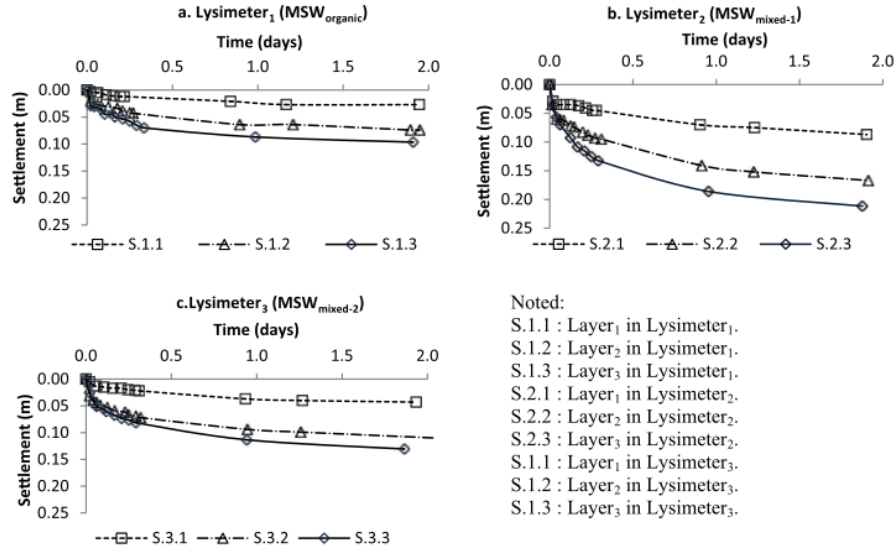 a. Lysimeter1 (MSWorganic)
Time (days)
0.0 0.5 1.0 1.5 2.0
0.00
0.05
0.10
0.15
0.20
0.25
Settlement (m)
S.1.1 S.1.2 S.1.3
b. Lysimeter2 (MSWmixed-1)
Time (days)
0.0 0.5 1.0 1.5 2.0
0.00
0.05
0.10
0.15
0.20
0.25
Settlement (m)
S.2.1 S.2.2 S.2.3
c.Lysimeter3 (MSWmixed-2)
Time (days)
0.0 0.5 1.0 1.5 2.0
0.00
0.05
0.10
0.15
0.20
0.25
Settlement (m)
S.3.1 S.3.2 S.3.3
Noted:
S.1.1 : Layer1 in Lysimeter1.
S.1.2 : Layer2 in Lysimeter1.
S.1.3 : Layer3 in Lysimeter1.
S.2.1 : Layer1 in Lysimeter2.
S.2.2 : Layer2 in Lysimeter2.
S.2.3 : Layer3 in Lysimeter2.
S.1.1 : Layer1 in Lysimeter3.
S.1.2 : Layer2 in Lysimeter3.
S.1.3 : Layer3 in Lysimeter3.